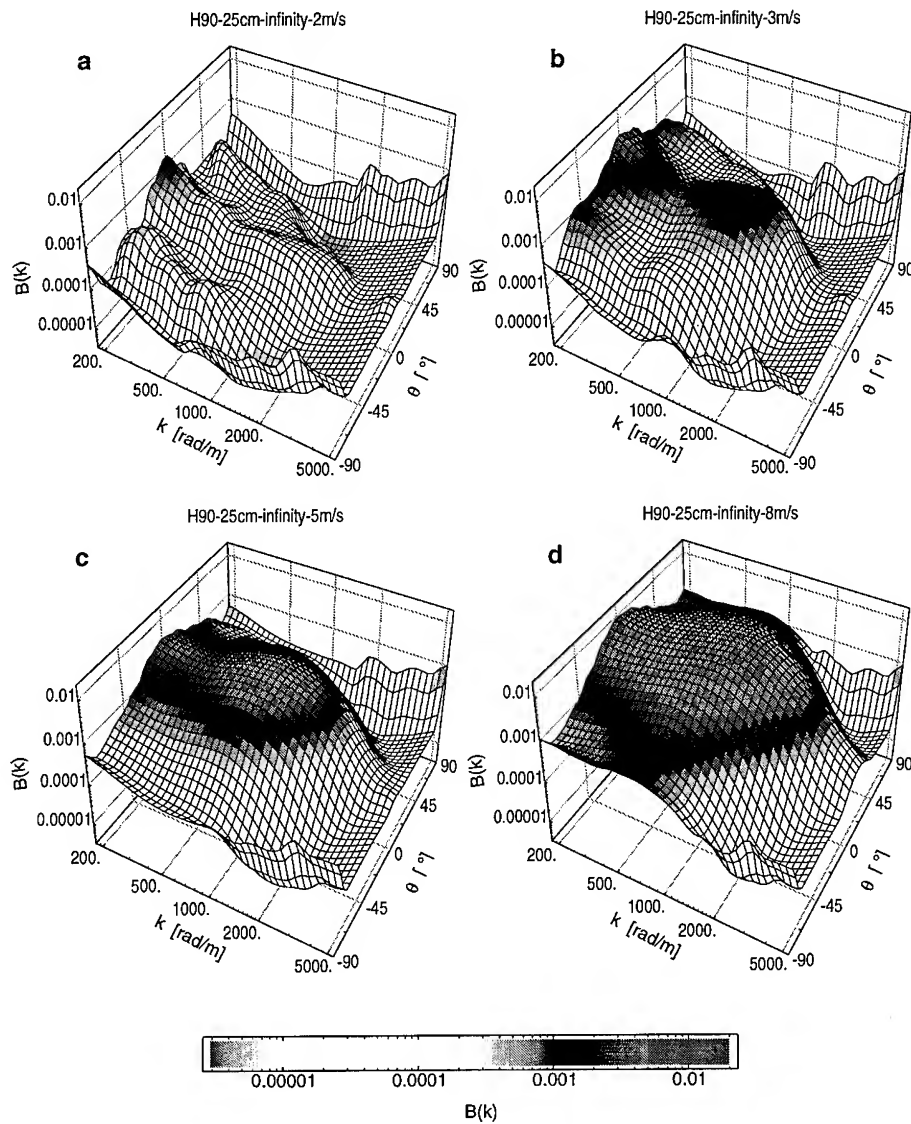 H90-25cm-infinity-2m/s
a
0.01
0.001
0.0001
0.00001
B(k)
200.
500.
1000.
2000.
5000.
k [rad/m]
-90
-45
0
45
90
θ [°]
H90-25cm-infinity-3m/s
b
0.01
0.001
0.0001
0.00001
B(k)
200.
500.
1000.
2000.
5000.
k [rad/m]
-90
-45
0
45
90
θ [°]
H90-25cm-infinity-5m/s
c
0.01
0.001
0.0001
0.00001
B(k)
200.
500.
1000.
2000.
5000.
k [rad/m]
-90
-45
0
45
90
θ [°]
H90-25cm-infinity-8m/s
d
0.01
0.001
0.0001
0.00001
B(k)
200.
500.
1000.
2000.
5000.
k [rad/m]
-90
-45
0
45
90
θ [°]
0.00001 0.0001 0.001 0.01
B(k)